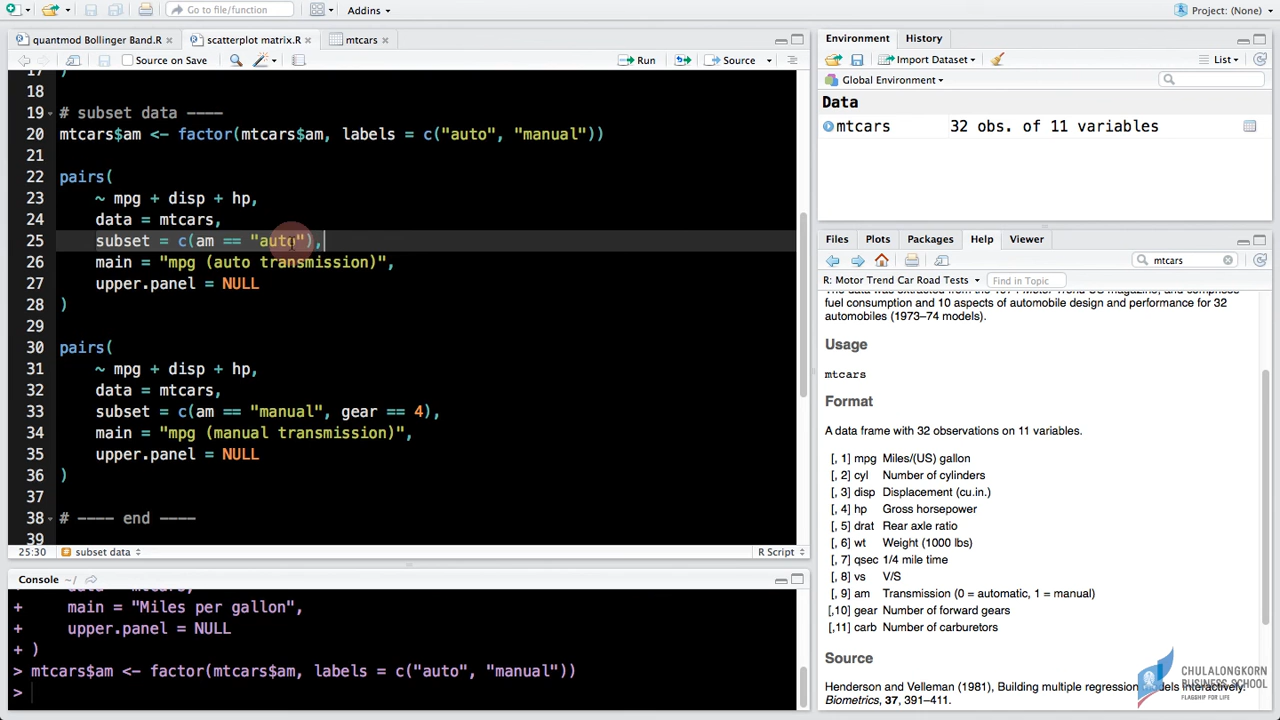 Go to file/function
Addins
Project: (None)
quantmod Bollinger Band.R
scatterplot matrix.R
mtcars
Source on Save
Run
Source
17 )
18
19 # subset data ----
20 mtcars$am <- factor(mtcars$am, labels = c("auto", "manual"))
21
22 pairs(
23 ~ mpg + disp + hp,
24 data = mtcars,
25 subset = c(am == "auto"),
26 main = "mpg (auto transmission)",
27 upper.panel = NULL
28 )
29
30 pairs(
31 ~ mpg + disp + hp,
32 data = mtcars,
33 subset = c(am == "manual", gear == 4),
34 main = "mpg (manual transmission)",
35 upper.panel = NULL
36 )
37
38 # ---- end ----
39
25:30 # subset data
R Script
Console ~/
+ data = mtcars,
+ main = "Miles per gallon",
+ upper.panel = NULL
+ )
> mtcars$am <- factor(mtcars$am, labels = c("auto", "manual"))
>
Environment History
Import Dataset
List
Global Environment
Data
mtcars 32 obs. of 11 variables
Files Plots Packages Help Viewer
mtcars
R: Motor Trend Car Road Tests
Find in Topic
fuel consumption and 10 aspects of automobile design and performance for 32
automobiles (1973–74 models).
Usage
mtcars
Format
A data frame with 32 observations on 11 variables.
[, 1] mpg Miles/(US) gallon
[, 2] cyl Number of cylinders
[, 3] disp Displacement (cu.in.)
[, 4] hp Gross horsepower
[, 5] drat Rear axle ratio
[, 6] wt Weight (1000 lbs)
[, 7] qsec 1/4 mile time
[, 8] vs V/S
[, 9] am Transmission (0 = automatic, 1 = manual)
[,10] gear Number of forward gears
[,11] carb Number of carburetors
Source
Henderson and Velleman (1981), Building multiple regression models interactively.
Biometrics, 37, 391–411.
CHULALONGKORN
BUSINESS SCHOOL
FLAGSHIP FOR LIFE